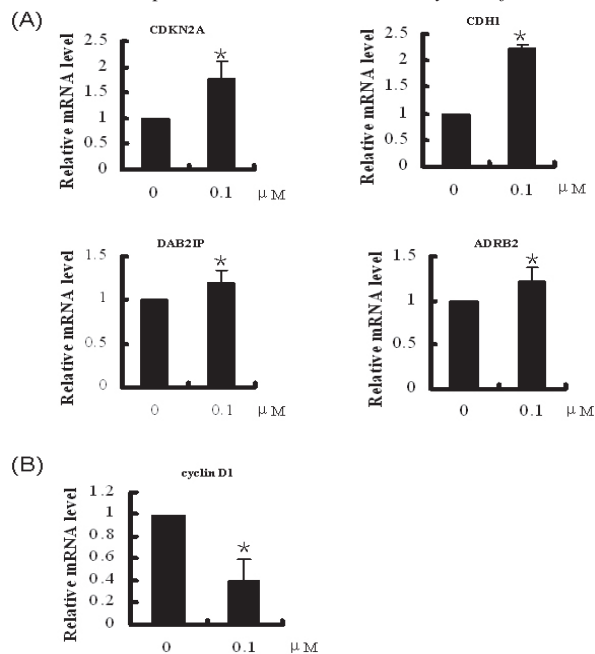 (A)
CDKN2A
Relative mRNA level
2.5
2
1.5
1
0.5
0
*
0 0.1 μM
CDH1
Relative mRNA level
2.5
2
1.5
1
0.5
0
*
0 0.1 μM
DAB2IP
Relative mRNA level
1.5
1
0.5
0
*
0 0.1 μM
ADRB2
Relative mRNA level
1.5
1
0.5
0
*
0 0.1 μM
(B)
cyclin D1
Relative mRNA level
1.2
1
0.8
0.6
0.4
0.2
0
*
0 0.1 μM